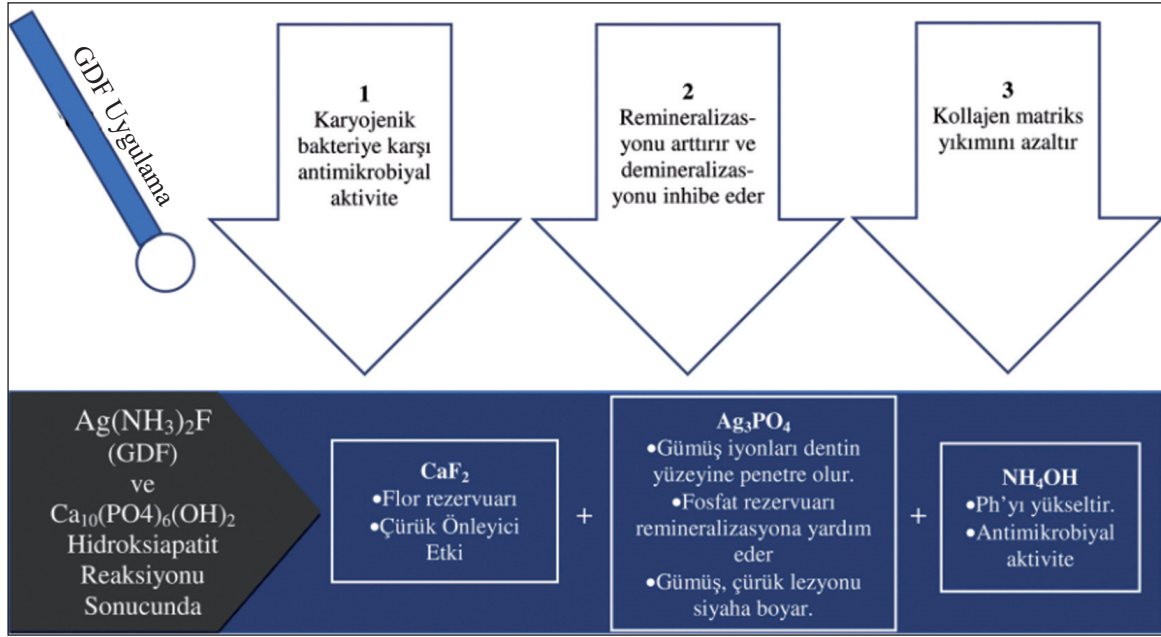 GDF Uygulama
1
Karyojenik
bakteriye karşı
antimikrobiyal
aktivite
2
Remineralizas-
yonu arttırır ve
demineralizas-
yonu inhibe eder
3
Kollajen matriks
yıkımını azaltır
Ag(NH₃)₂F
(GDF)
ve
Ca₁₀(PO4)₆(OH)₂
Hidroksiapatit
Reaksiyonu
Sonucunda
CaF₂
•Flor rezervuarı
•Çürük Önleyici
Etki
+
Ag₃PO₄
•Gümüş iyonları dentin
yüzeyine penetre olur.
•Fosfat rezervuarı
remineralizasyona yardım
eder
•Gümüş, çürük lezyonu
siyaha boyar.
+
NH₄OH
•Ph’yı yükseltir.
•Antimikrobiyal
aktivite